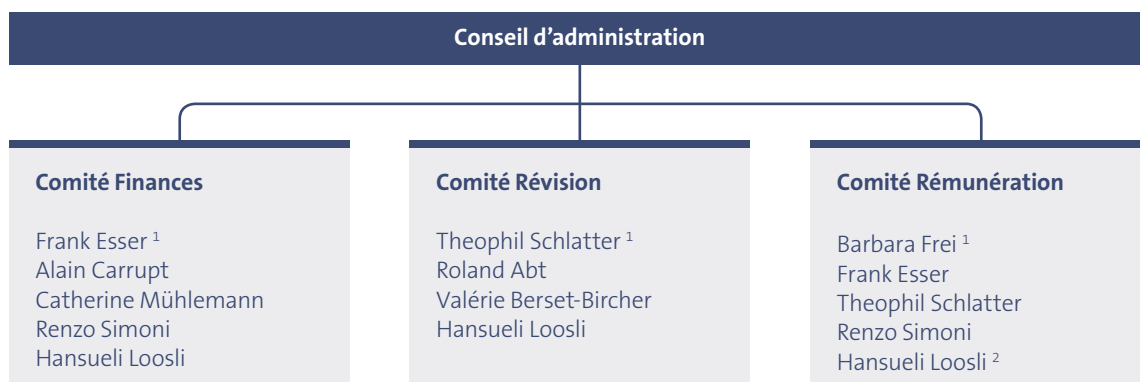 Conseil d’administration
Comité Finances
Frank Esser ¹
Alain Carrupt
Catherine Mühlemann
Renzo Simoni
Hansueli Loosli
Comité Révision
Theophil Schlatter ¹
Roland Abt
Valérie Berset-Bircher
Hansueli Loosli
Comité Rémunération
Barbara Frei ¹
Frank Esser
Theophil Schlatter
Renzo Simoni
Hansueli Loosli ²